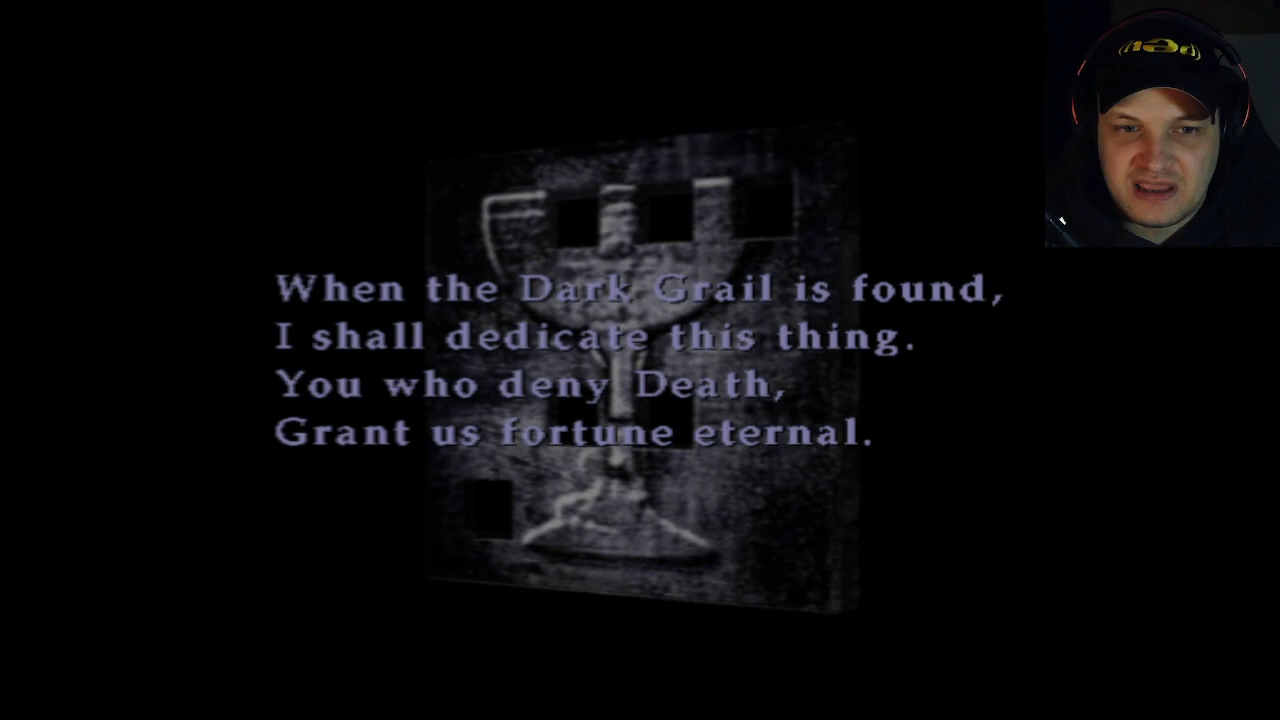 When the Dark Grail is found,
I shall dedicate this thing.
You who deny Death,
Grant us fortune eternal.